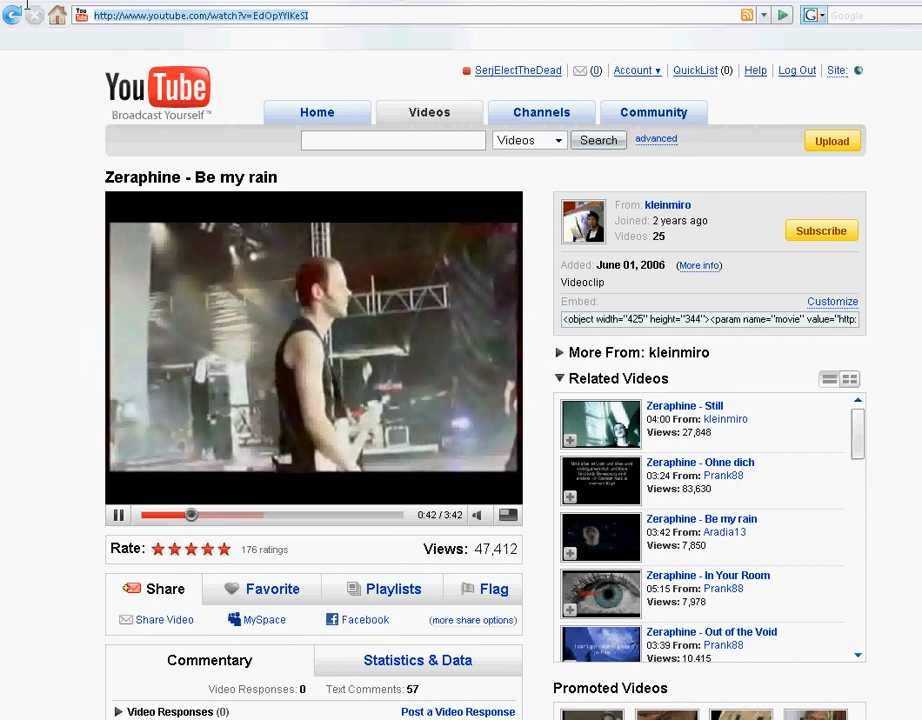 http://www.youtube.com/watch?v=EdOpYYlKeSI
Google
You Tube
Broadcast Yourself™
SerjElectTheDead (0) Account QuickList (0) Help Log Out Site:
Home Videos Channels Community
Videos Search advanced Upload
Zeraphine - Be my rain
From: kleinmiro
Joined: 2 years ago
Videos: 25
Subscribe
Added: June 01, 2006 (More info)
Videoclip
Embed: Customize
<object width="425" height="344"><param name="movie" value="http:
More From: kleinmiro
Related Videos
Zeraphine - Still
04:00 From: kleinmiro
Views: 27,848
Zeraphine - Ohne dich
03:24 From: Prank88
Views: 83,630
Zeraphine - Be my rain
03:42 From: Aradia13
Views: 7,850
Zeraphine - In Your Room
05:15 From: Prank88
Views: 7,978
Zeraphine - Out of the Void
03:39 From: Prank88
Views: 10,415
Promoted Videos
0:42 / 3:42
Rate: 176 ratings Views: 47,412
Share Favorite Playlists Flag
Share Video MySpace Facebook (more share options)
Commentary Statistics & Data
Video Responses: 0 Text Comments: 57
Video Responses (0) Post a Video Response